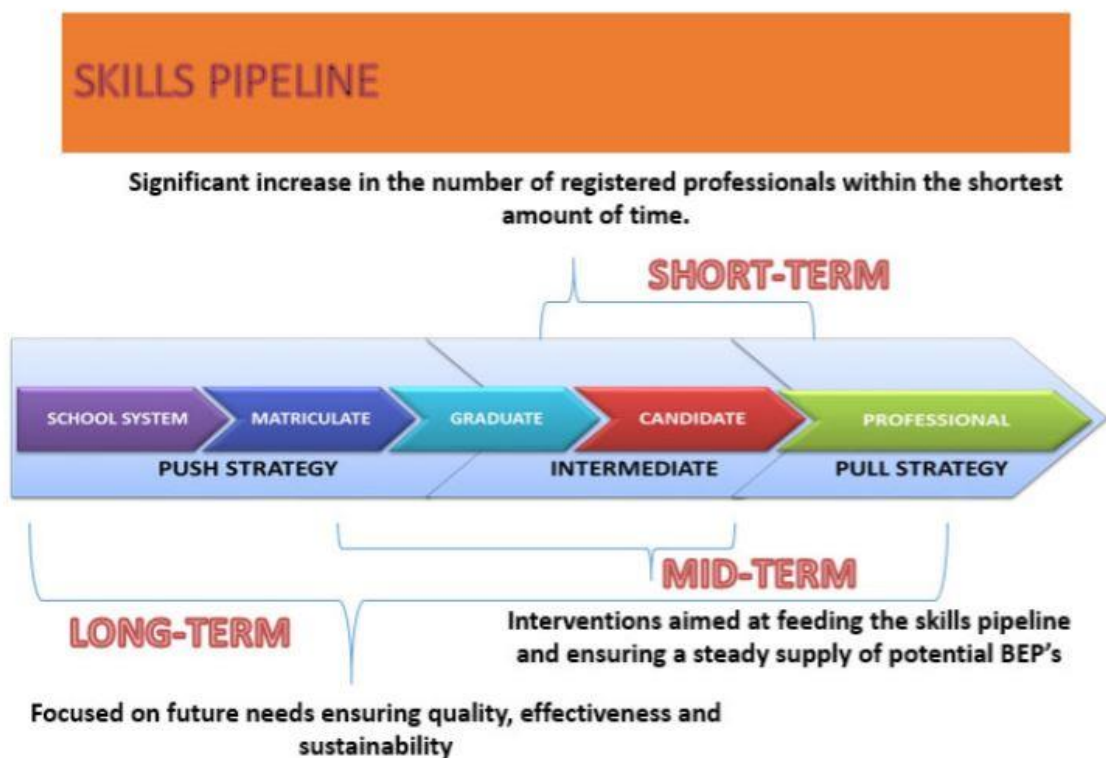 SKILLS PIPELINE
Significant increase in the number of registered professionals within the shortest
amount of time.
SHORT-TERM
SCHOOL SYSTEM
MATRICULATE
GRADUATE
CANDIDATE
PROFESSIONAL
PUSH STRATEGY
INTERMEDIATE
PULL STRATEGY
MID-TERM
Interventions aimed at feeding the skills pipeline
and ensuring a steady supply of potential BEP's
LONG-TERM
Focused on future needs ensuring quality, effectiveness and
sustainability